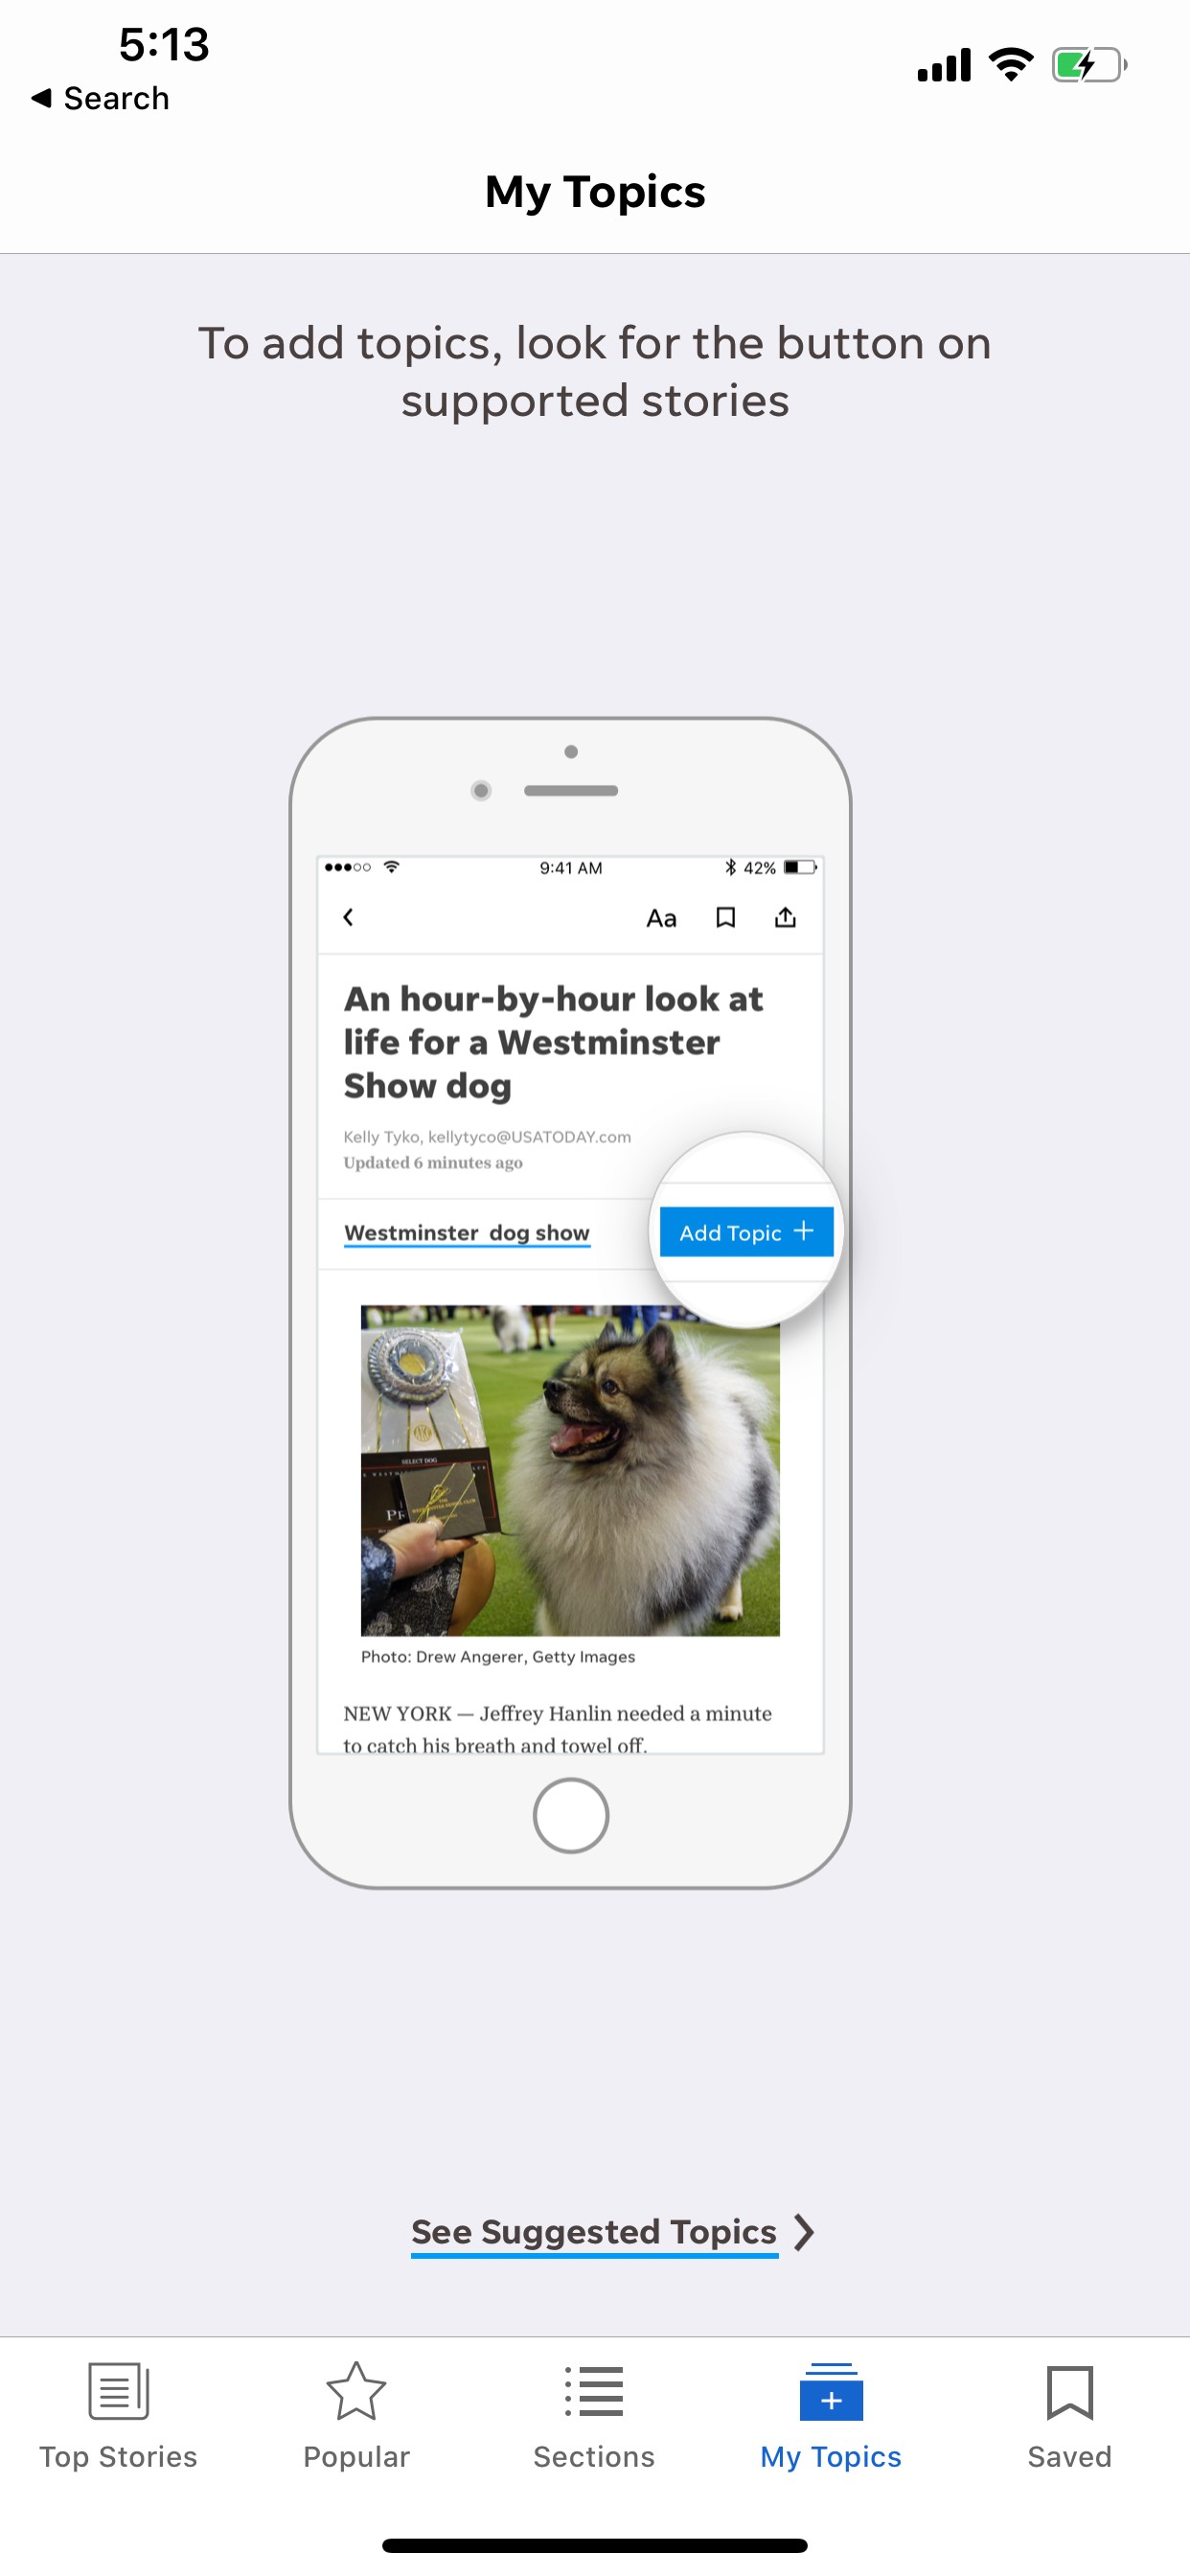 5:13
Search
My Topics
To add topics, look for the button on
supported stories
9:41 AM
42%
Aa
An hour-by-hour look at
life for a Westminster
Show dog
Kelly Tyko, kellytyco@USATODAY.com
Updated 6 minutes ago
Westminster dog show
Add Topic +
SELECT DOG
Photo: Drew Angerer, Getty Images
NEW YORK — Jeffrey Hanlin needed a minute
to catch his breath and towel off.
See Suggested Topics
Top Stories
Popular
Sections
My Topics
Saved